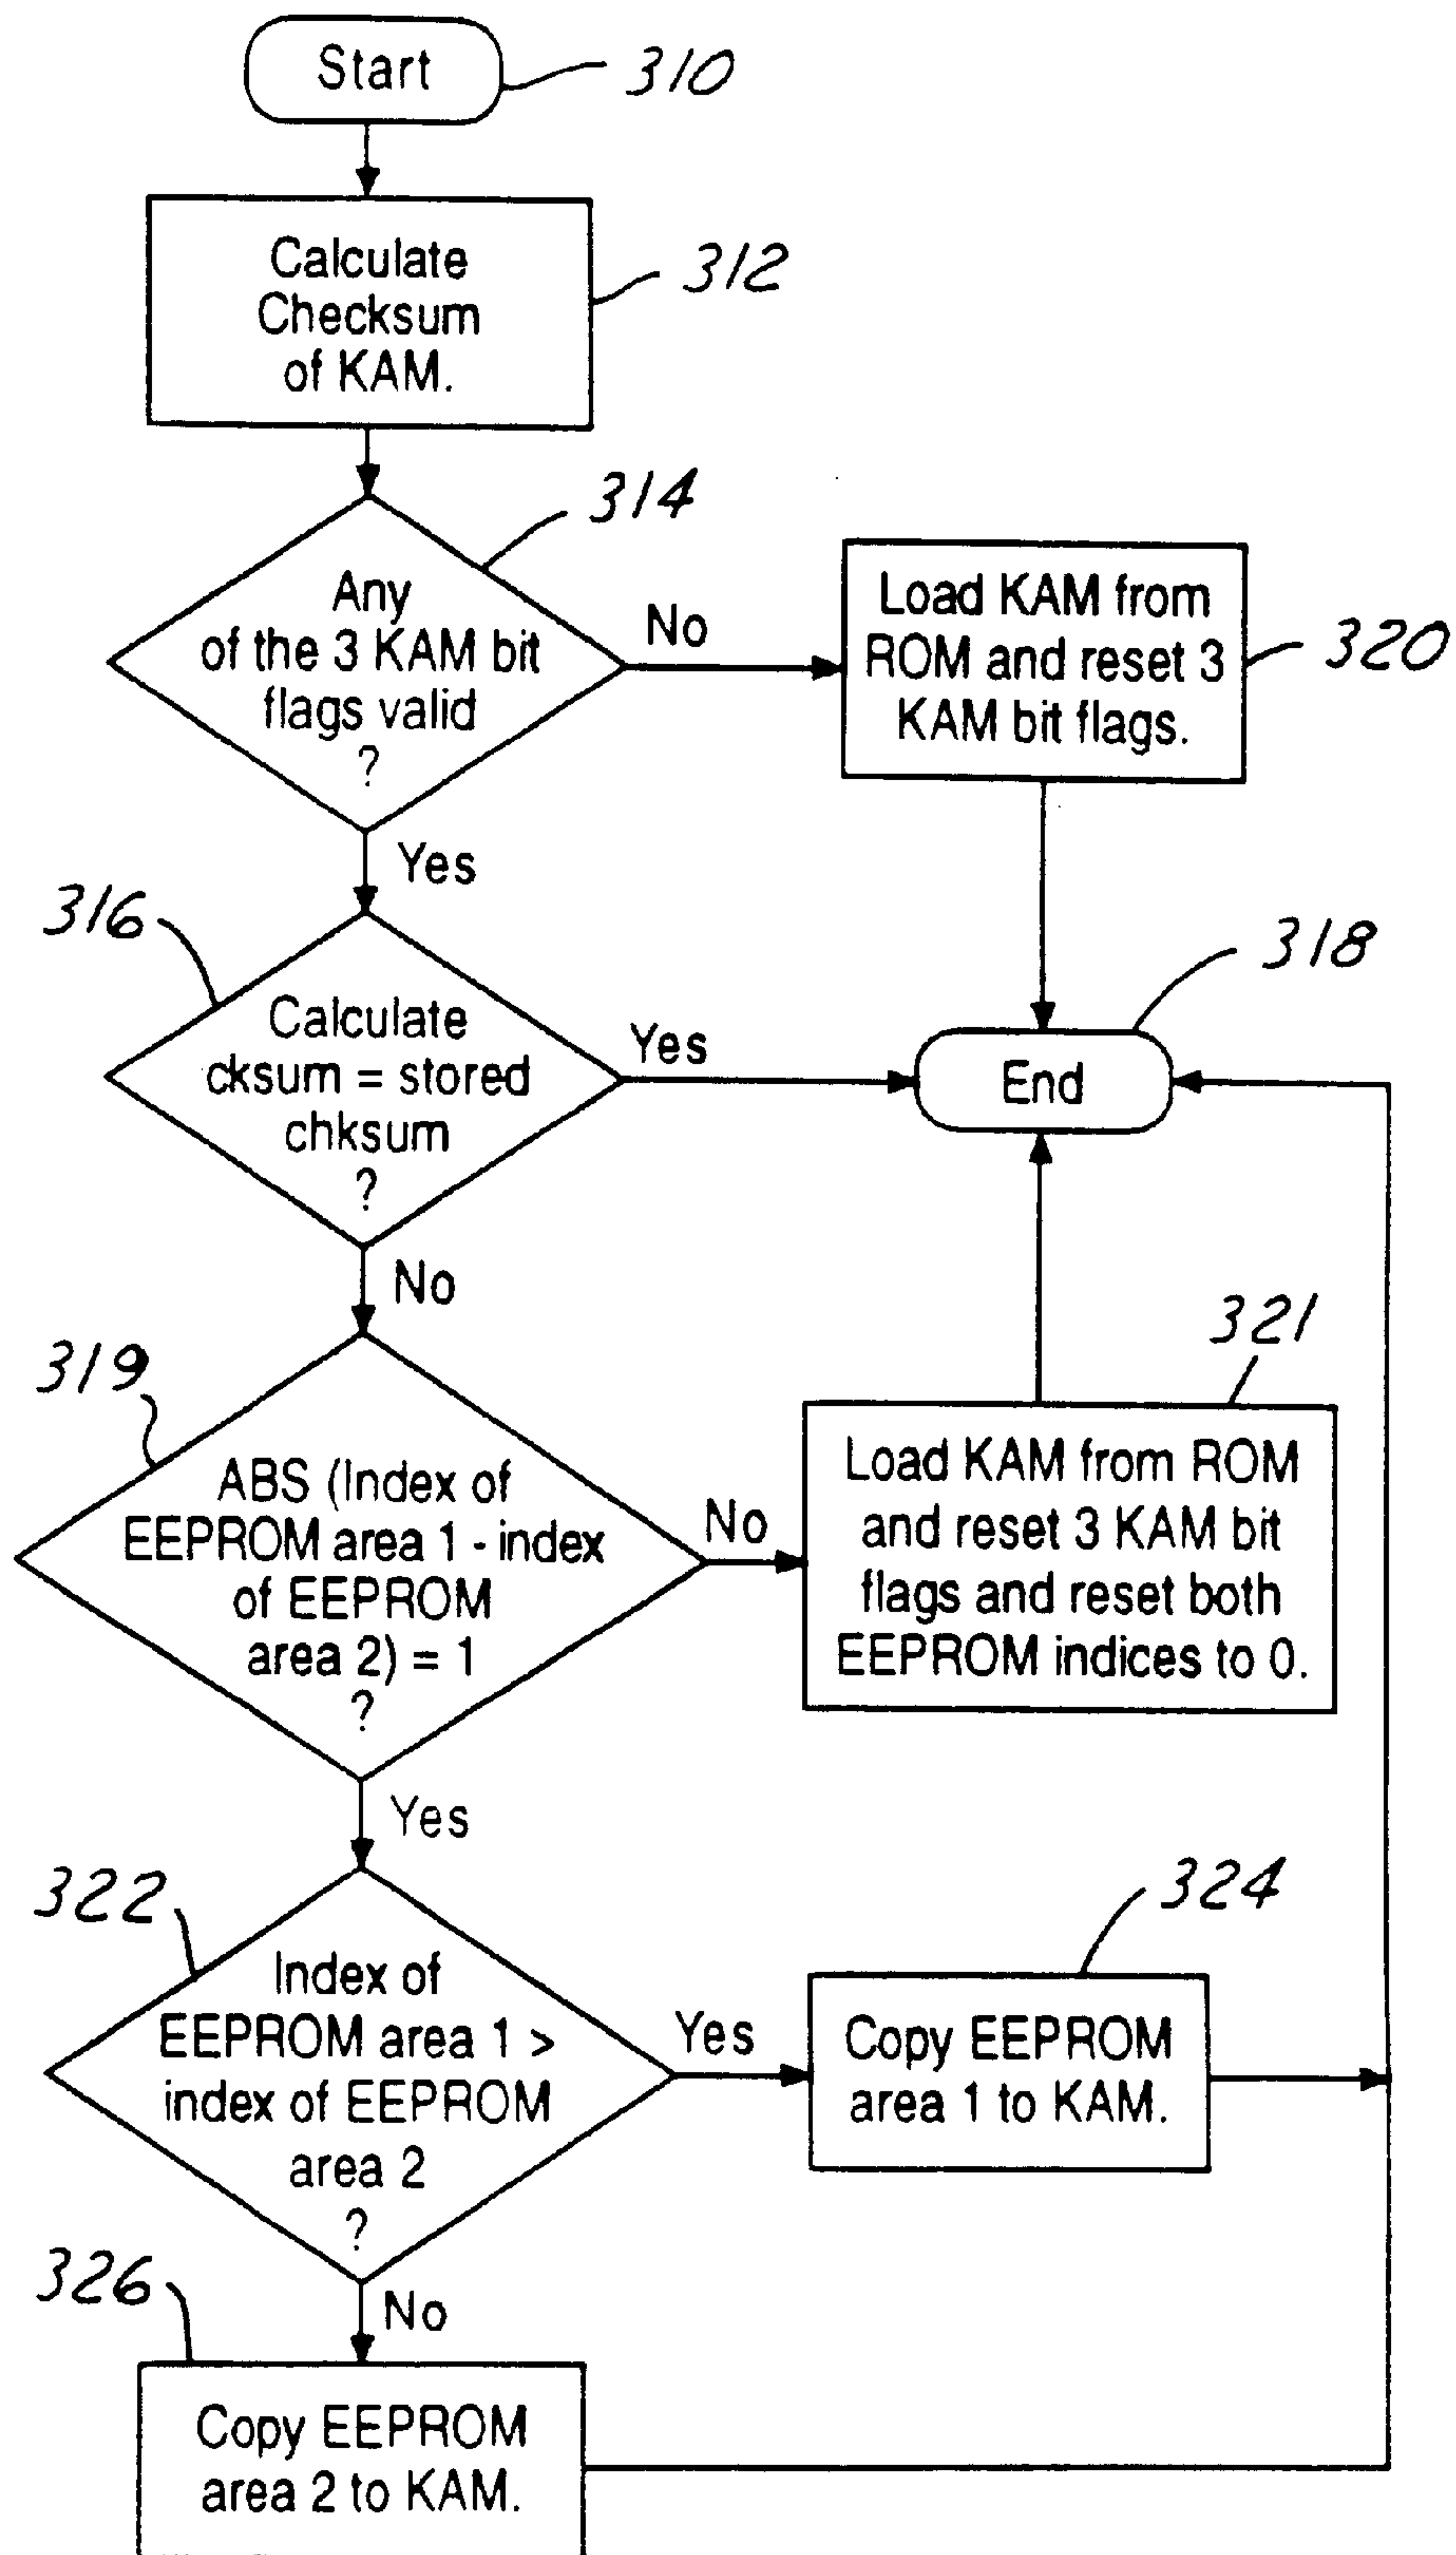 Start
310
Calculate
Checksum
of KAM.
312
314
Any
of the 3 KAM bit
flags valid
?
No
Load KAM from
ROM and reset 3
KAM bit flags.
320
Yes
316
Calculate
cksum = stored
chksum
?
Yes
318
End
No
319
ABS (Index of
EEPROM area 1 - index
of EEPROM
area 2) = 1
?
No
321
Load KAM from ROM
and reset 3 KAM bit
flags and reset both
EEPROM indices to 0.
Yes
322
Index of
EEPROM area 1 >
index of EEPROM
area 2
?
Yes
324
Copy EEPROM
area 1 to KAM.
326
No
Copy EEPROM
area 2 to KAM.